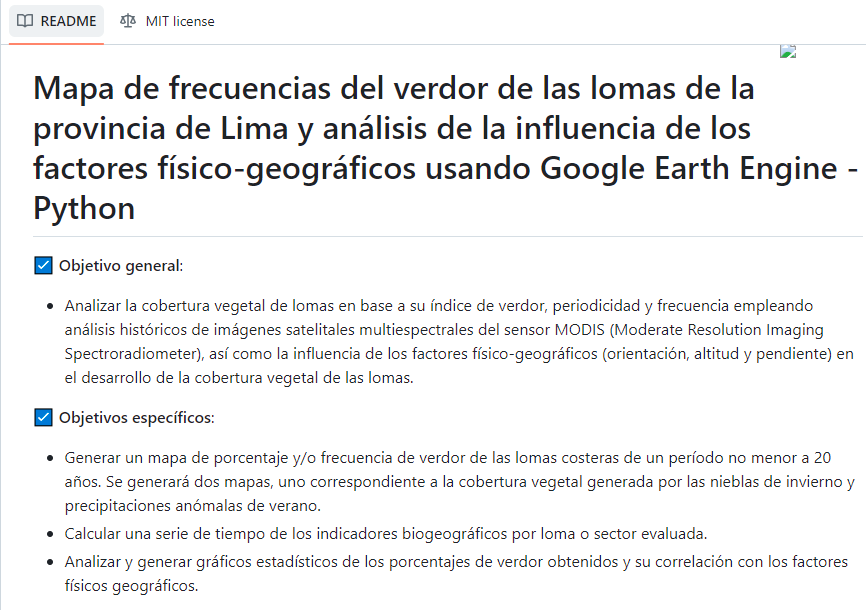 README
MIT license
Mapa de frecuencias del verdor de las lomas de la
provincia de Lima y análisis de la influencia de los
factores físico-geográficos usando Google Earth Engine -
Python
Objetivo general:
Analizar la cobertura vegetal de lomas en base a su índice de verdor, periodicidad y frecuencia empleando
análisis históricos de imágenes satelitales multiespectrales del sensor MODIS (Moderate Resolution Imaging
Spectroradiometer), así como la influencia de los factores físico-geográficos (orientación, altitud y pendiente) en
el desarrollo de la cobertura vegetal de las lomas.
Objetivos específicos:
Generar un mapa de porcentaje y/o frecuencia de verdor de las lomas costeras de un período no menor a 20
años. Se generará dos mapas, uno correspondiente a la cobertura vegetal generada por las nieblas de invierno y
precipitaciones anómalas de verano.
Calcular una serie de tiempo de los indicadores biogeográficos por loma o sector evaluada.
Analizar y generar gráficos estadísticos de los porcentajes de verdor obtenidos y su correlación con los factores
físicos geográficos.